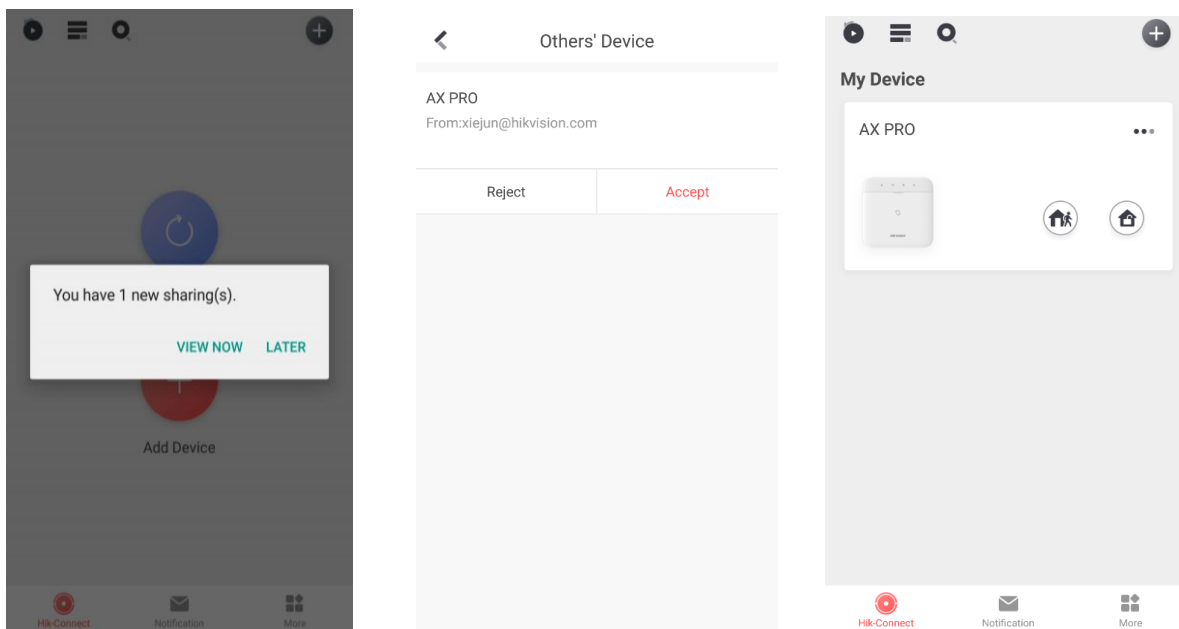 You have 1 new sharing(s).
VIEW NOW LATER
Add Device
Hik-Connect Notification More
Others' Device
AX PRO
From:xiejun@hikvision.com
Reject Accept
My Device
AX PRO
Hik-Connect Notification More